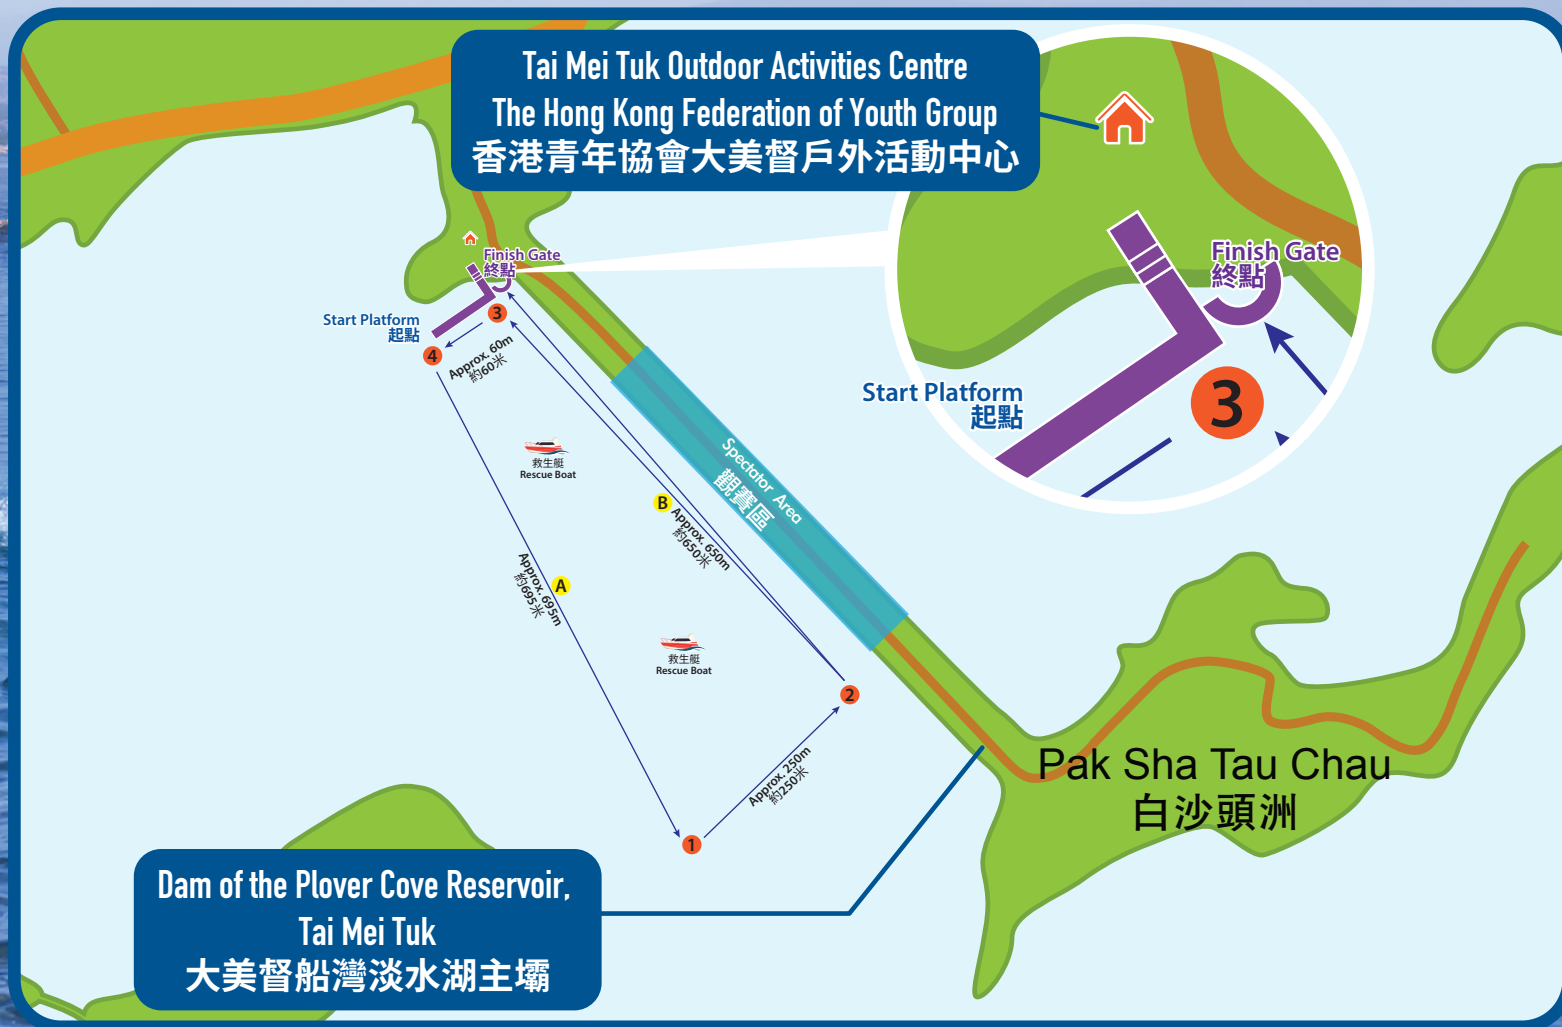 Tai Mei Tuk Outdoor Activities Centre
The Hong Kong Federation of Youth Group
香港青年協會大美督戶外活動中心
Finish Gate
終點
Start Platform
起點
3
4
Approx. 60m
約60米
救生艇
Rescue Boat
Spectator Area
觀賽區
B
Approx. 650m
約650米
A
Approx. 695m
約695米
救生艇
Rescue Boat
2
Approx. 250m
約250米
1
Finish Gate
終點
Start Platform
起點
3
Pak Sha Tau Chau
白沙頭洲
Dam of the Plover Cove Reservoir,
Tai Mei Tuk
大美督船灣淡水湖主壩